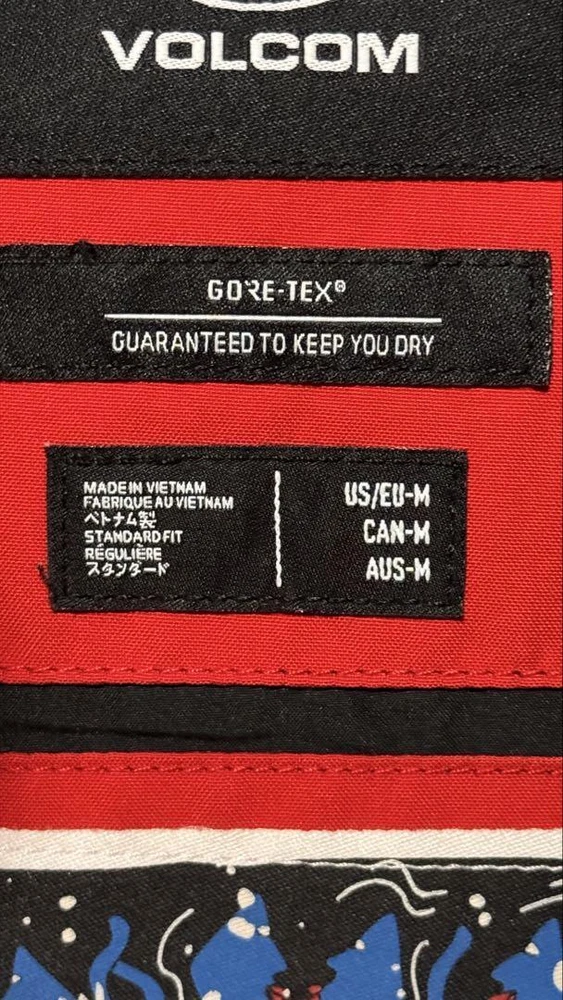 VOLCOM
GORE-TEX®
GUARANTEED TO KEEP YOU DRY
MADE IN VIETNAM
FABRIQUE AU VIETNAM
ベトナム製
STANDARD FIT
RÉGULIÈRE
スタンダード
US/EU-M
CAN-M
AUS-M